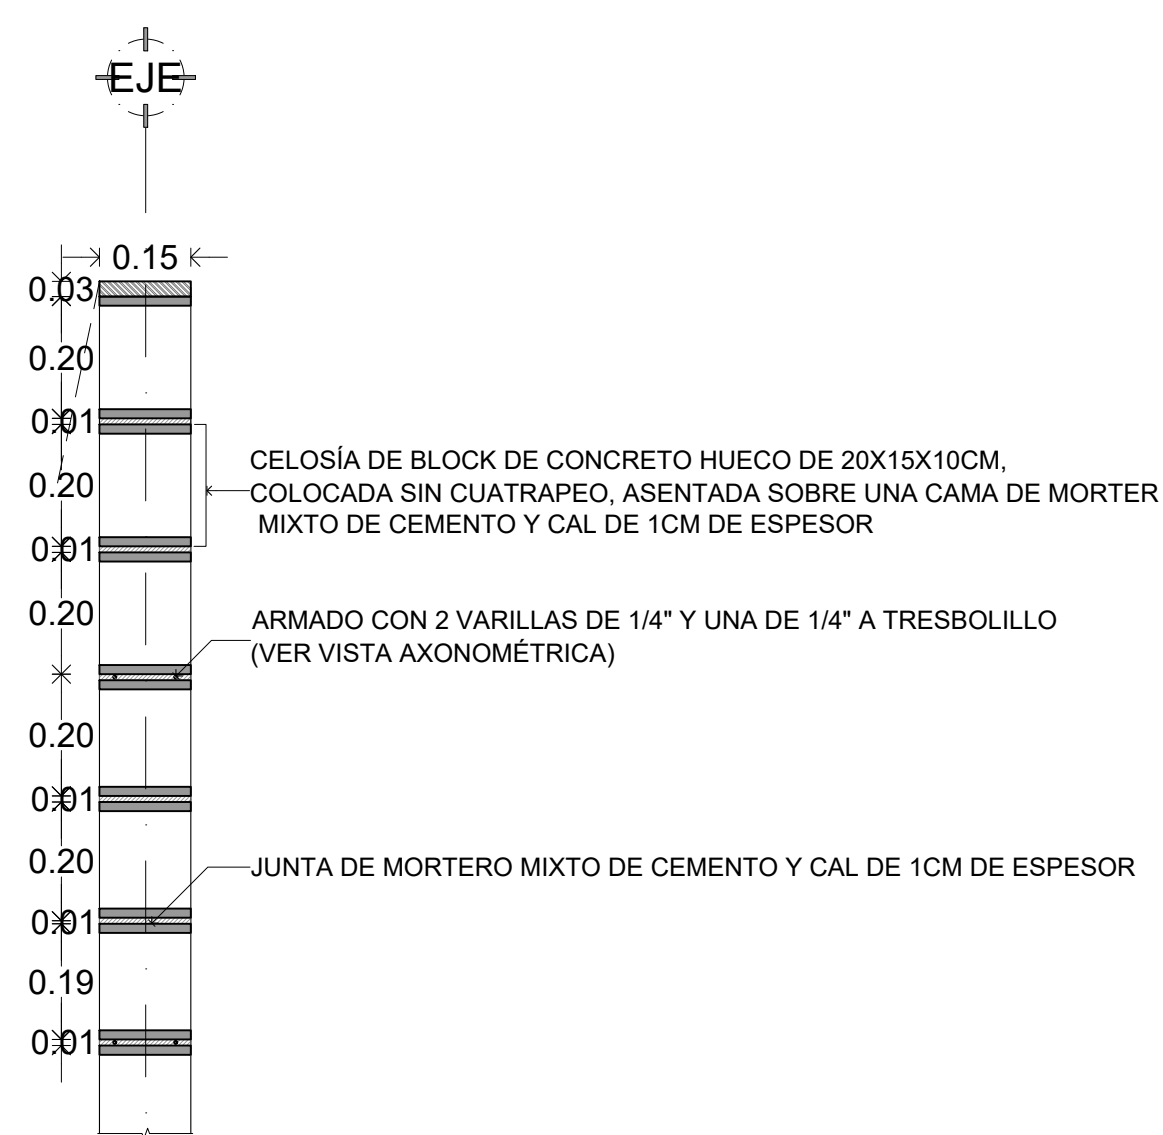 EJE
0.15
0.03
0.20
0.01
0.20
CELOSÍA DE BLOCK DE CONCRETO HUECO DE 20X15X10CM,
COLOCADA SIN CUATRAPEO, ASENTADA SOBRE UNA CAMA DE MORTER
MIXTO DE CEMENTO Y CAL DE 1CM DE ESPESOR
0.01
0.20
ARMADO CON 2 VARILLAS DE 1/4" Y UNA DE 1/4" A TRESBOLILLO
(VER VISTA AXONOMÉTRICA)
0.20
0.01
0.20
JUNTA DE MORTERO MIXTO DE CEMENTO Y CAL DE 1CM DE ESPESOR
0.01
0.19
0.01